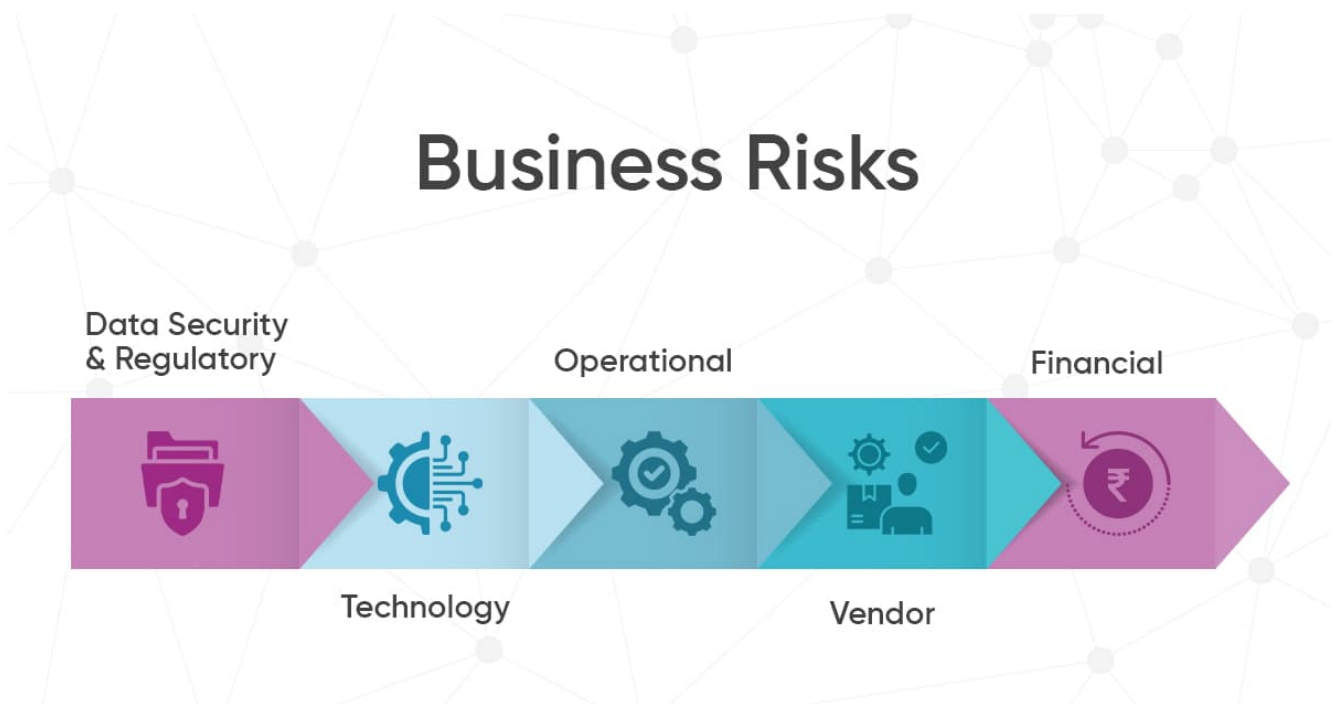 Business Risks
Data Security
& Regulatory
Technology
Operational
Vendor
Financial
₹